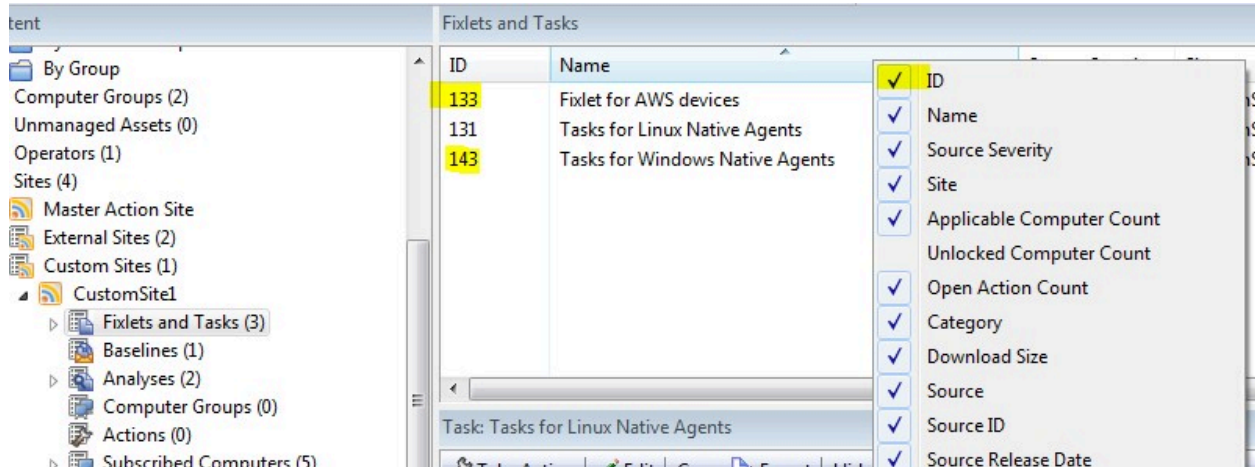 tent
Fixlets and Tasks
By Group
Computer Groups (2)
Unmanaged Assets (0)
Operators (1)
Sites (4)
Master Action Site
External Sites (2)
Custom Sites (1)
CustomSite1
Fixlets and Tasks (3)
Baselines (1)
Analyses (2)
Computer Groups (0)
Actions (0)
Subscribed Computers (5)
ID Name
133 Fixlet for AWS devices
131 Tasks for Linux Native Agents
143 Tasks for Windows Native Agents
ID
Name
Source Severity
Site
Applicable Computer Count
Unlocked Computer Count
Open Action Count
Category
Download Size
Source
Source ID
Source Release Date
Task: Tasks for Linux Native Agents
Edit